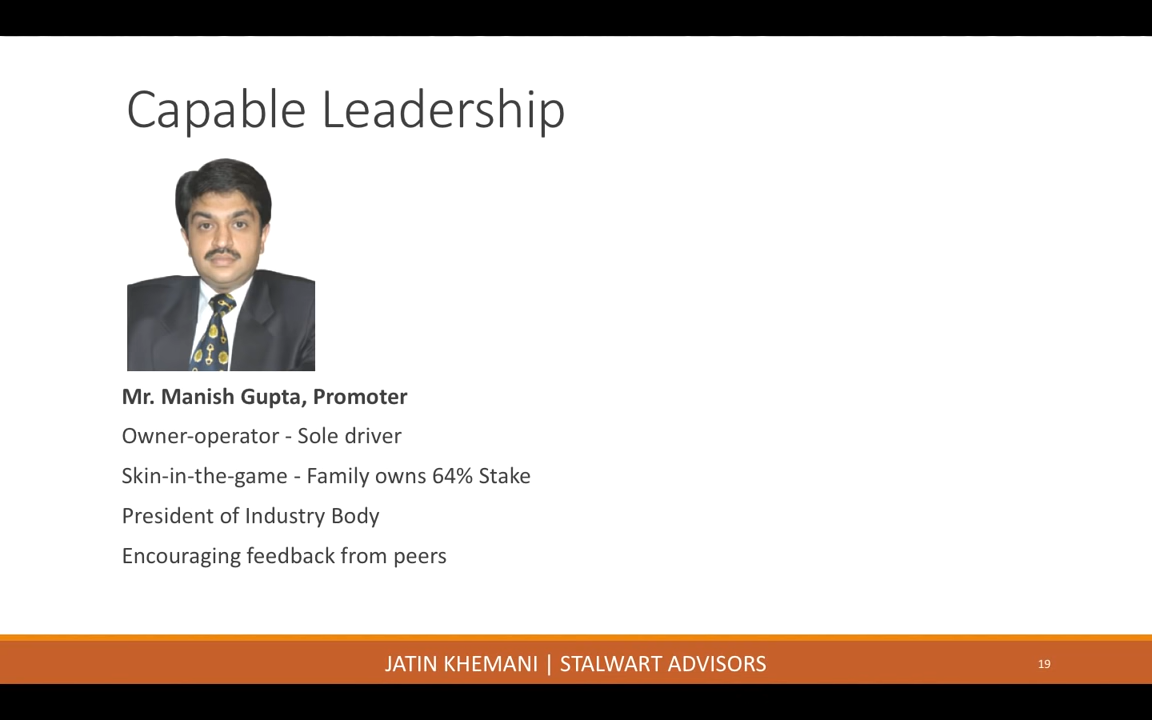 Capable Leadership
Mr. Manish Gupta, Promoter
Owner-operator - Sole driver
Skin-in-the-game - Family owns 64% Stake
President of Industry Body
Encouraging feedback from peers
JATIN KHEMANI | STALWART ADVISORS
19